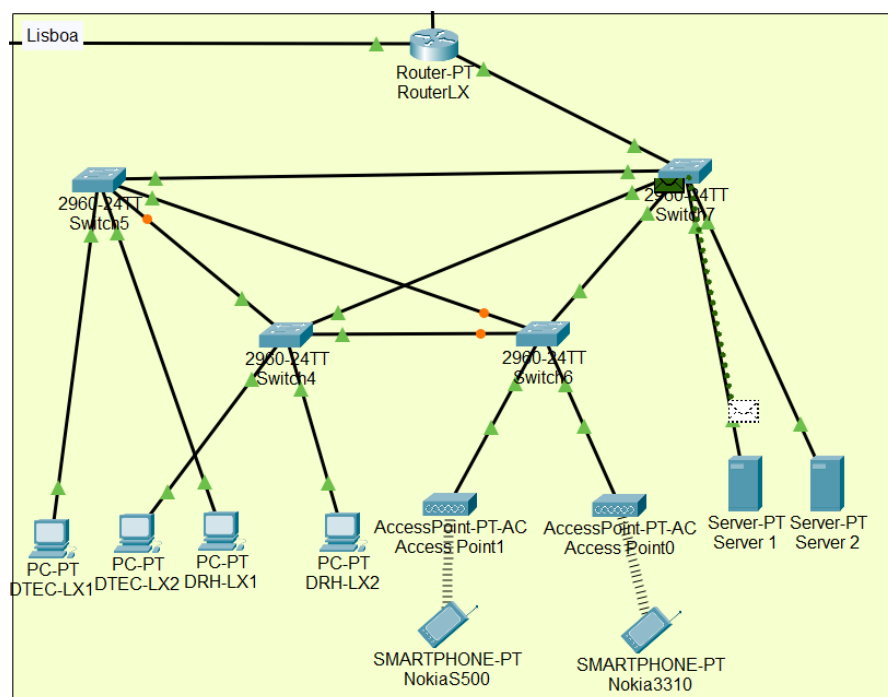 Lisboa
Router-PT
RouterLX
2960-24TT
Switch5
2960-24TT
Switch7
2960-24TT
Switch4
2960-24TT
Switch6
PC-PT
DTEC-LX1
PC-PT
DTEC-LX2
PC-PT
DRH-LX1
PC-PT
DRH-LX2
AccessPoint-PT-AC
Access Point1
AccessPoint-PT-AC
Access Point0
Server-PT
Server 1
Server-PT
Server 2
SMARTPHONE-PT
NokiaS500
SMARTPHONE-PT
Nokia3310